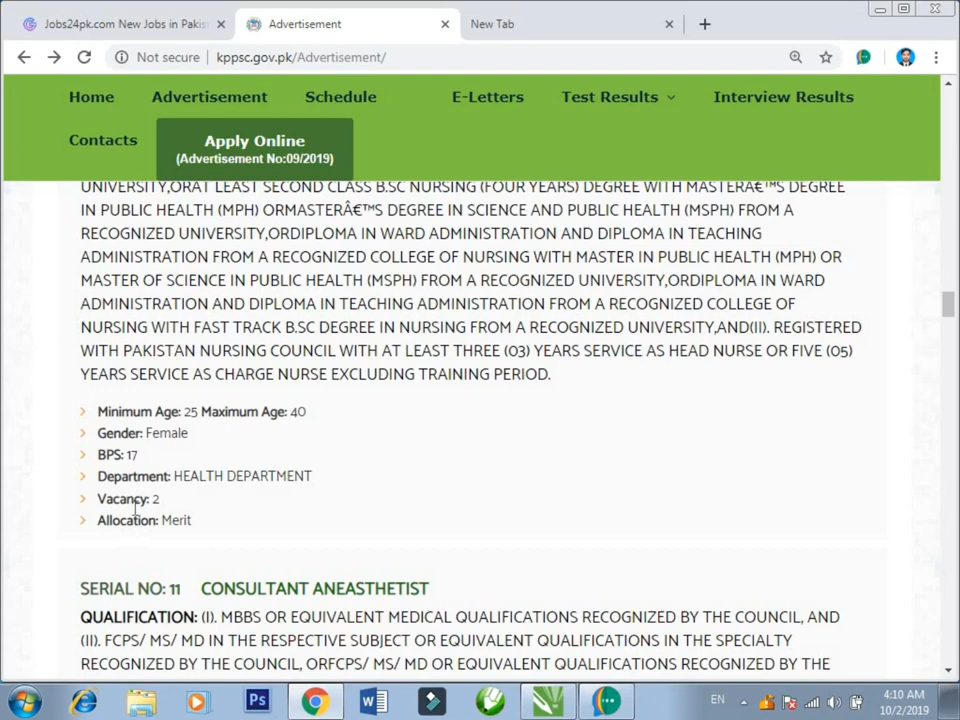 Jobs24pk.com New Jobs in Pakis
Advertisement
New Tab
Not secure
kppsc.gov.pk/Advertisement/
Home
Advertisement
Schedule
E-Letters
Test Results
Interview Results
Contacts
Apply Online
(Advertisement No:09/2019)
UNIVERSITY,ORAT LEAST SECOND CLASS B.SC NURSING (FOUR YEARS) DEGREE WITH MASTERÂ€™S DEGREE
IN PUBLIC HEALTH (MPH) ORMASTERÂ€™S DEGREE IN SCIENCE AND PUBLIC HEALTH (MSPH) FROM A
RECOGNIZED UNIVERSITY,ORDIPLOMA IN WARD ADMINISTRATION AND DIPLOMA IN TEACHING
ADMINISTRATION FROM A RECOGNIZED COLLEGE OF NURSING WITH MASTER IN PUBLIC HEALTH (MPH) OR
MASTER OF SCIENCE IN PUBLIC HEALTH (MSPH) FROM A RECOGNIZED UNIVERSITY,ORDIPLOMA IN WARD
ADMINISTRATION AND DIPLOMA IN TEACHING ADMINISTRATION FROM A RECOGNIZED COLLEGE OF
NURSING WITH FAST TRACK B.SC DEGREE IN NURSING FROM A RECOGNIZED UNIVERSITY,AND(II). REGISTERED
WITH PAKISTAN NURSING COUNCIL WITH AT LEAST THREE (03) YEARS SERVICE AS HEAD NURSE OR FIVE (05)
YEARS SERVICE AS CHARGE NURSE EXCLUDING TRAINING PERIOD.
Minimum Age: 25 Maximum Age: 40
Gender: Female
BPS: 17
Department: HEALTH DEPARTMENT
Vacancy: 2
Allocation: Merit
SERIAL NO: 11 CONSULTANT ANEASTHETIST
QUALIFICATION: (I). MBBS OR EQUIVALENT MEDICAL QUALIFICATIONS RECOGNIZED BY THE COUNCIL, AND
(II). FCPS/ MS/ MD IN THE RESPECTIVE SUBJECT OR EQUIVALENT QUALIFICATIONS IN THE SPECIALTY
RECOGNIZED BY THE COUNCIL, ORFCPS/ MS/ MD OR EQUIVALENT QUALIFICATIONS RECOGNIZED BY THE
Ps
W
EN
4:10 AM
10/2/2019